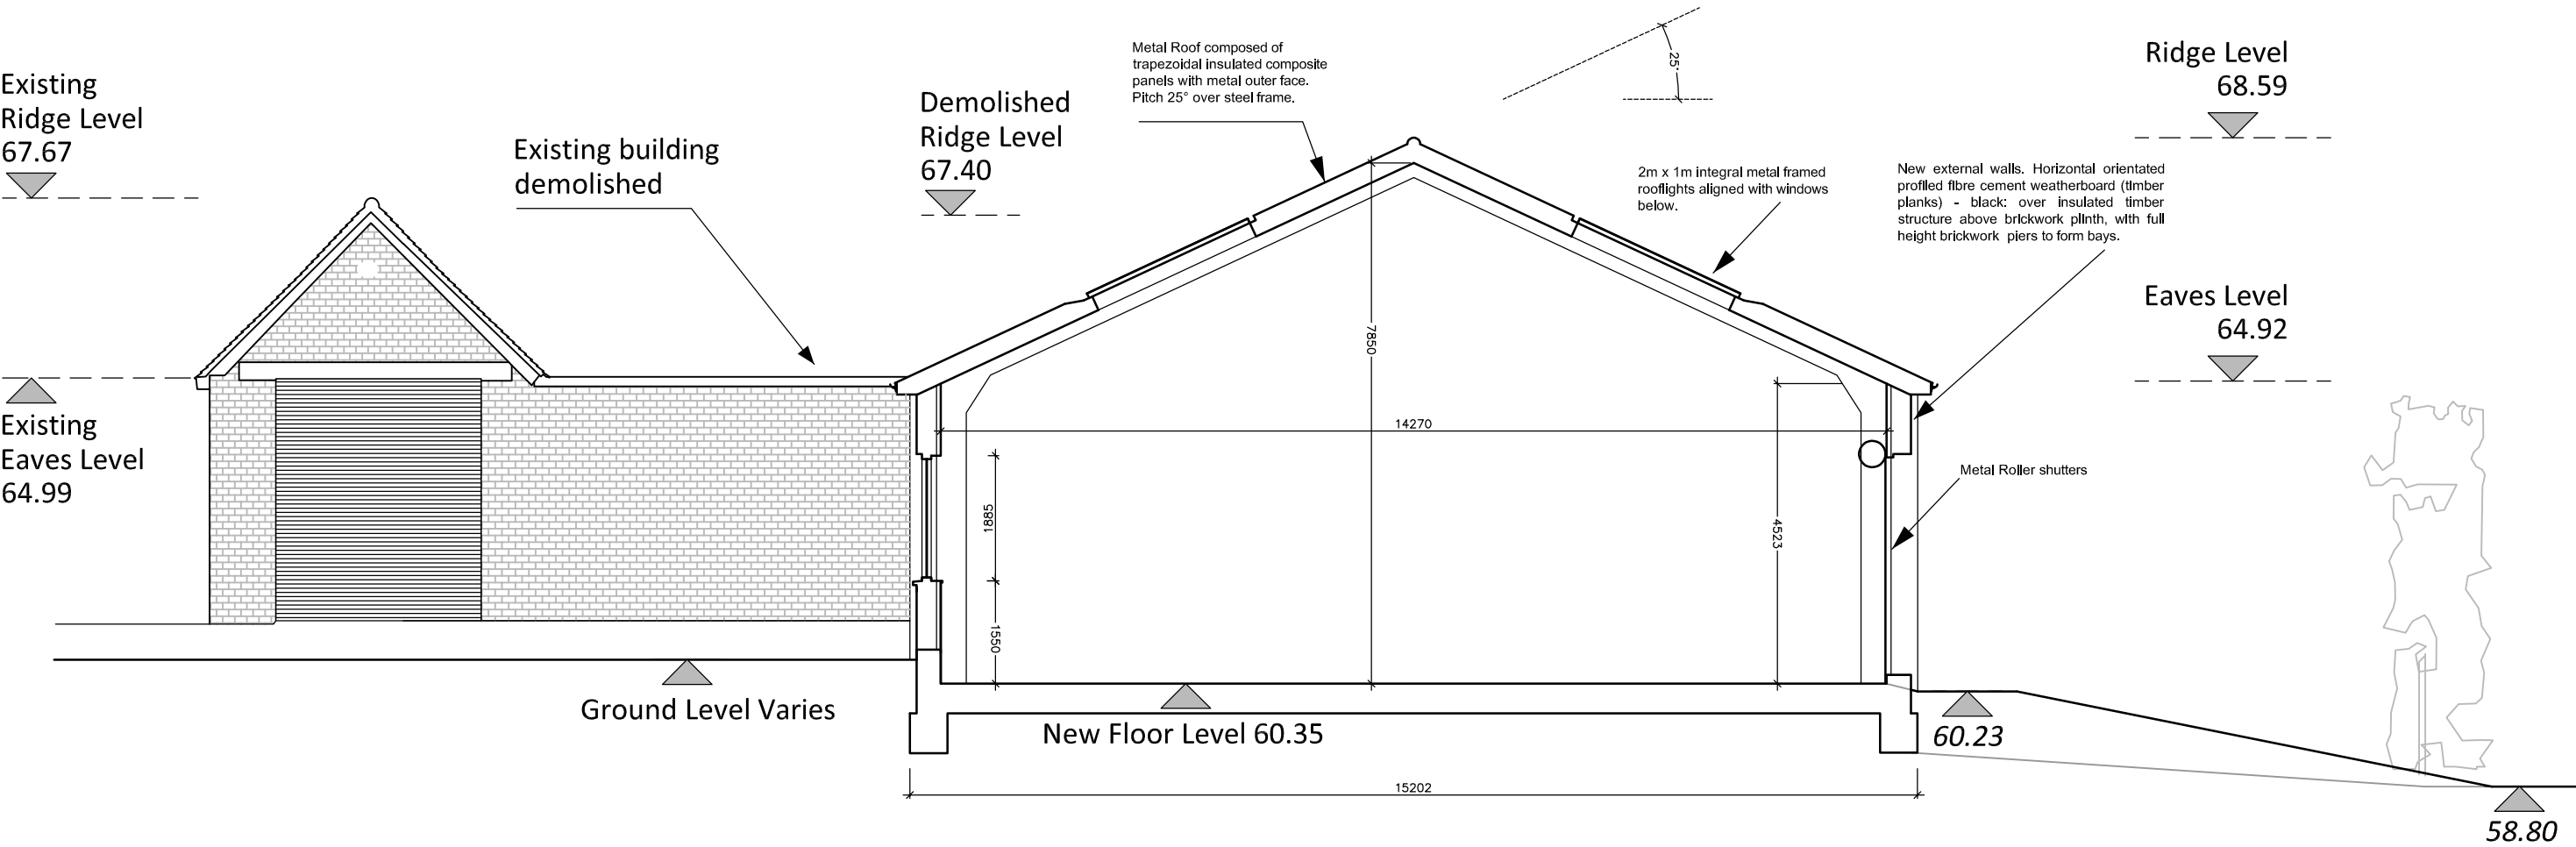 Existing
Ridge Level
67.67
Existing building
demolished
Demolished
Ridge Level
67.40
Metal Roof composed of
trapezoidal insulated composite
panels with metal outer face.
Pitch 25° over steel frame.
25°
Ridge Level
68.59
2m x 1m integral metal framed
rooflights aligned with windows
below.
New external walls. Horizontal orientated
profiled fibre cement weatherboard (timber
planks) - black: over insulated timber
structure above brickwork plinth, with full
height brickwork piers to form bays.
Eaves Level
64.92
Existing
Eaves Level
64.99
7850
14270
1885
4523
1550
Metal Roller shutters
Ground Level Varies
New Floor Level 60.35
60.23
15202
58.80